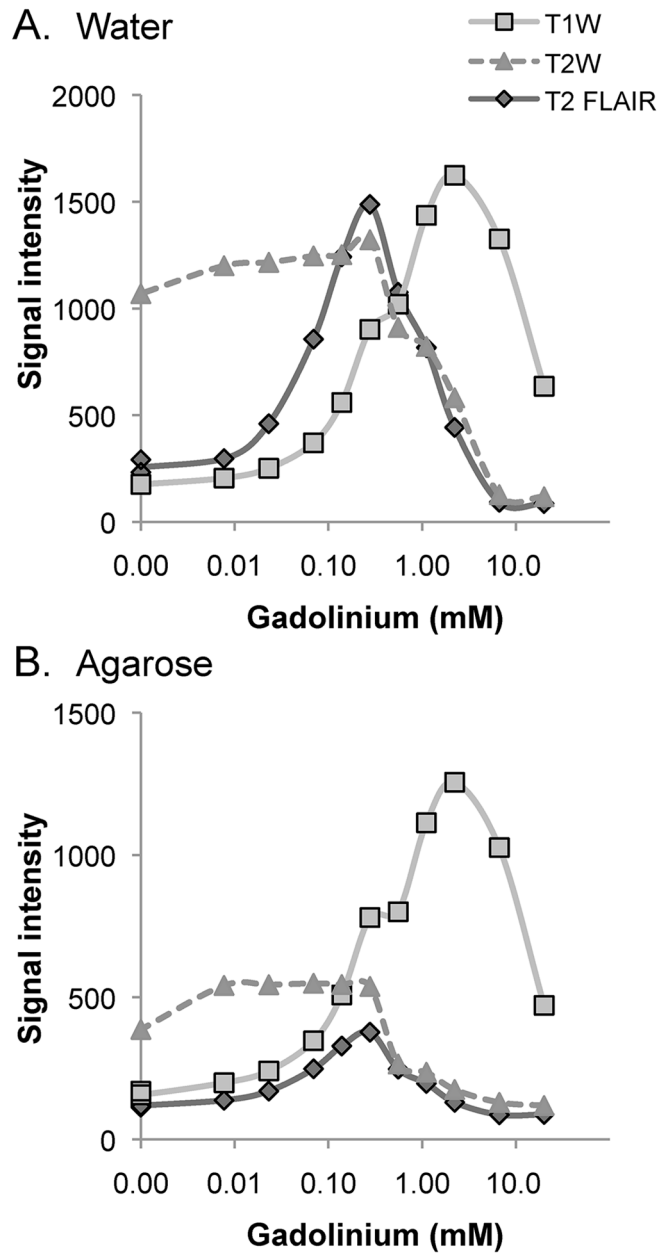 A. Water
T1W
T2W
T2 FLAIR
2000
1500
1000
500
0
Signal intensity
0.00 0.01 0.10 1.00 10.0
Gadolinium (mM)
B. Agarose
1500
1000
500
0
Signal intensity
0.00 0.01 0.10 1.00 10.0
Gadolinium (mM)